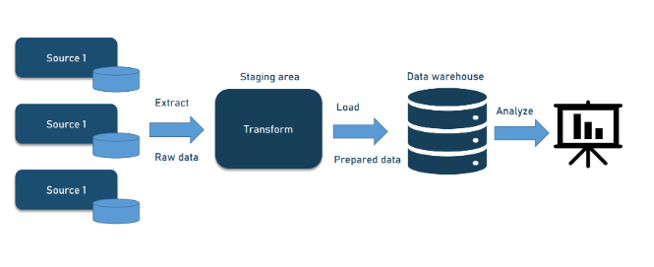 Source 1
Source 1
Source 1
Extract
Raw data
Staging area
Transform
Load
Prepared data
Data warehouse
Analyze